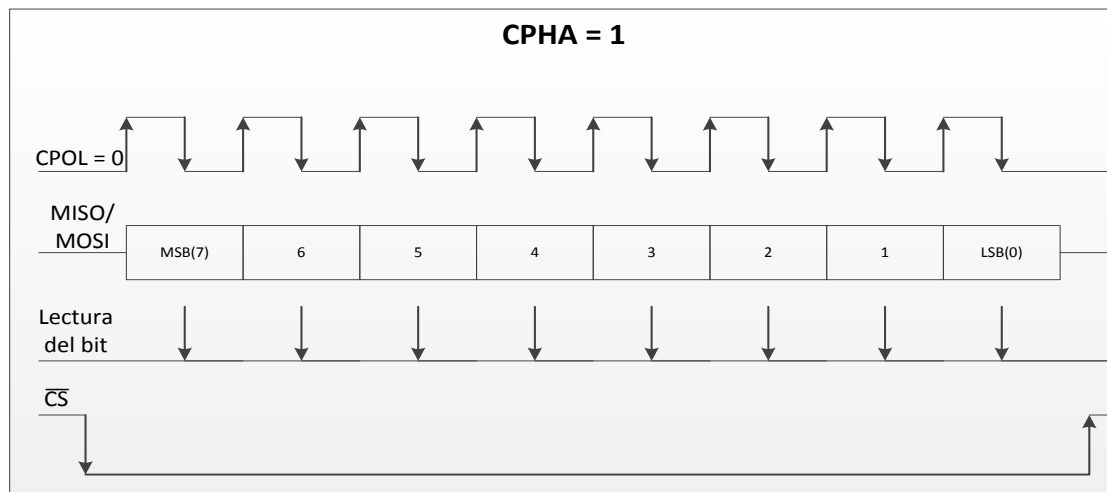 CPHA = 1
CPOL = 0
MISO/
MOSI
MSB(7) 6 5 4 3 2 1 LSB(0)
Lectura
del bit
C̅S̅